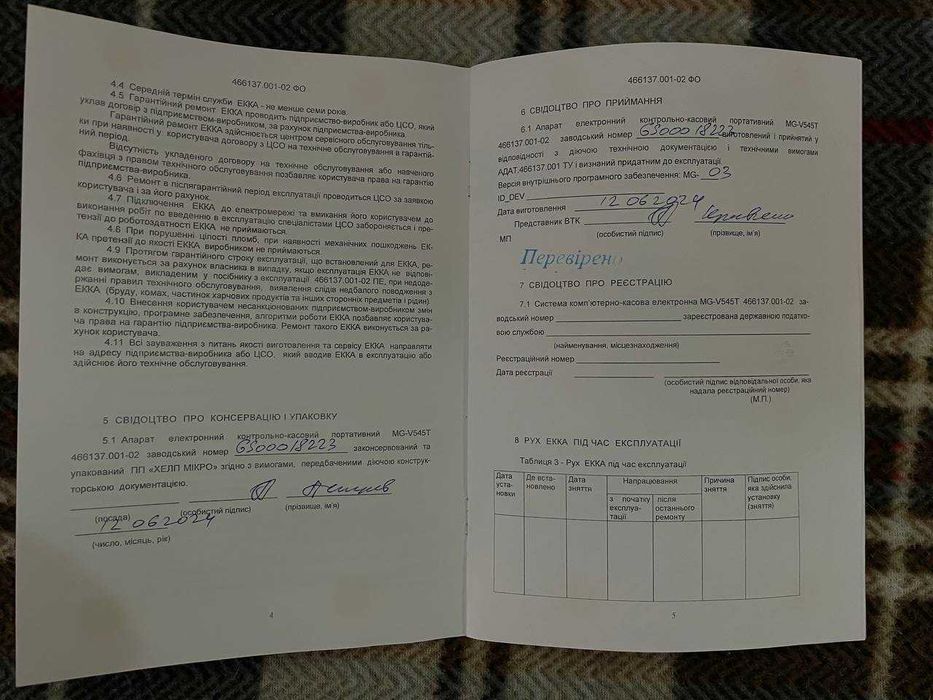 466137.001-02 ФО
4.4 Середній термін служби ЕККА - не менше семи років.
4.5 Гарантійний ремонт ЕККА проводить підприємство-виробник або ЦСО, який
уклав договір з підприємством-виробником, за рахунок підприємства-виробника
Гарантійний ремонт ЕККА здійснюється центром сервісного обслуговування тіль-
ки при наявності у користувача договору з ЦСО на технічне обслуговування в гарантій-
ний період
Відсутність укладеного договору на технічне обслуговування або навченого
фахівця з правом технічного обслуговування позбавляє користувача права на гарантію
підприємства-виробника.
4.6 Ремонт в післягарантійний період експлуатації проводиться ЦСО за заявкою
користувача і за його рахунок.
4.7 Підключення ЕККА до електромережі та вмикання його користувачем до
виконання робіт по введенню в експлуатацію спеціалістами ЦСО забороняється і пре-
тензії до роботоздатності ЕККА не приймаються.
4.8 При порушенні цілості пломб, при наявності механічних пошкоджень ЕК-
КА претензії до якості ЕККА виробником не приймаються.
4.9 Протягом гарантійного строку експлуатації, що встановлений для ЕККА, ре-
монт виконується за рахунок власника в випадку, якщо експлуатація ЕККА не відпові-
дає вимогам, викладеним у посібнику з експлуатації 466137.001-02 ПЕ, при недоде-
ржанні правил технічного обслуговування, виявлення слідів недбалого поводження з
ЕККА (бруду, комах, частинок харчових продуктів та інших сторонніх предметів і рідин)
4.10 Внесення користувачем несанкціонованих підприємством-виробником змін
в конструкцію, програмне забезпечення, алгоритми роботи ЕККА позбавляє користува-
ча права на гарантію підприємства-виробника. Ремонт такого ЕККА виконується за ра-
хунок користувача.
4.11 Всі зауваження з питань якості виготовлення та сервісу ЕККА направляти
на адресу підприємства-виробника або ЦСО, який вводив ЕККА в експлуатацію або
здійснює його технічне обслуговування.
5 СВІДОЦТВО ПРО КОНСЕРВАЦІЮ І УПАКОВКУ
5.1 Апарат електронний контрольно-касовий портативний MG-V545T
466137.001-02 заводський номер GS00018223 законсервований та
упакований ПП «ХЕЛП МІКРО» згідно з вимогами, передбаченими діючою конструк-
торською документацією.
(посада) (особистий підпис) (прізвище, ім'я)
12 06 2024
(число, місяць, рік)
4
466137.001-02 ФО
6 СВІДОЦТВО ПРО ПРИЙМАННЯ
6.1 Апарат електронний контрольно-касовий портативний MG-V545T
466137.001-02 заводський номер GS00018223 виготовлений і прийнятий у
відповідності з діючою технічною документацією і технічними вимогами
АДАТ.466137.001 ТУ і визнаний придатним до експлуатації.
Версія внутрішнього програмного забезпечення: MG- 03
ID_DEV
Дата виготовлення 12 06 2024
Представник ВТК
(особистий підпис) (прізвище, ім'я)
МП
Перевірено
7 СВІДОЦТВО ПРО РЕЄСТРАЦІЮ
7.1 Система комп'ютерно-касова електронна MG-V545T 466137.001-02 за-
водський номер зареєстрована державною податко-
вою службою
(найменування, місцезнаходження)
Реєстраційний номер
Дата реєстрації
(особистий підпис відповідальної особи, яка
надала реєстраційний номер)
(М.П.)
8 РУХ ЕККА ПІД ЧАС ЕКСПЛУАТАЦІЇ
Таблиця 3 - Рух ЕККА під час експлуатації
Дата уста-новки Де вста-новлено Дата зняття Напрацювання Причина зняття Підпис особи, яка здійснила установку (зняття)
з початку експлуа-тації після останнього ремонту
5